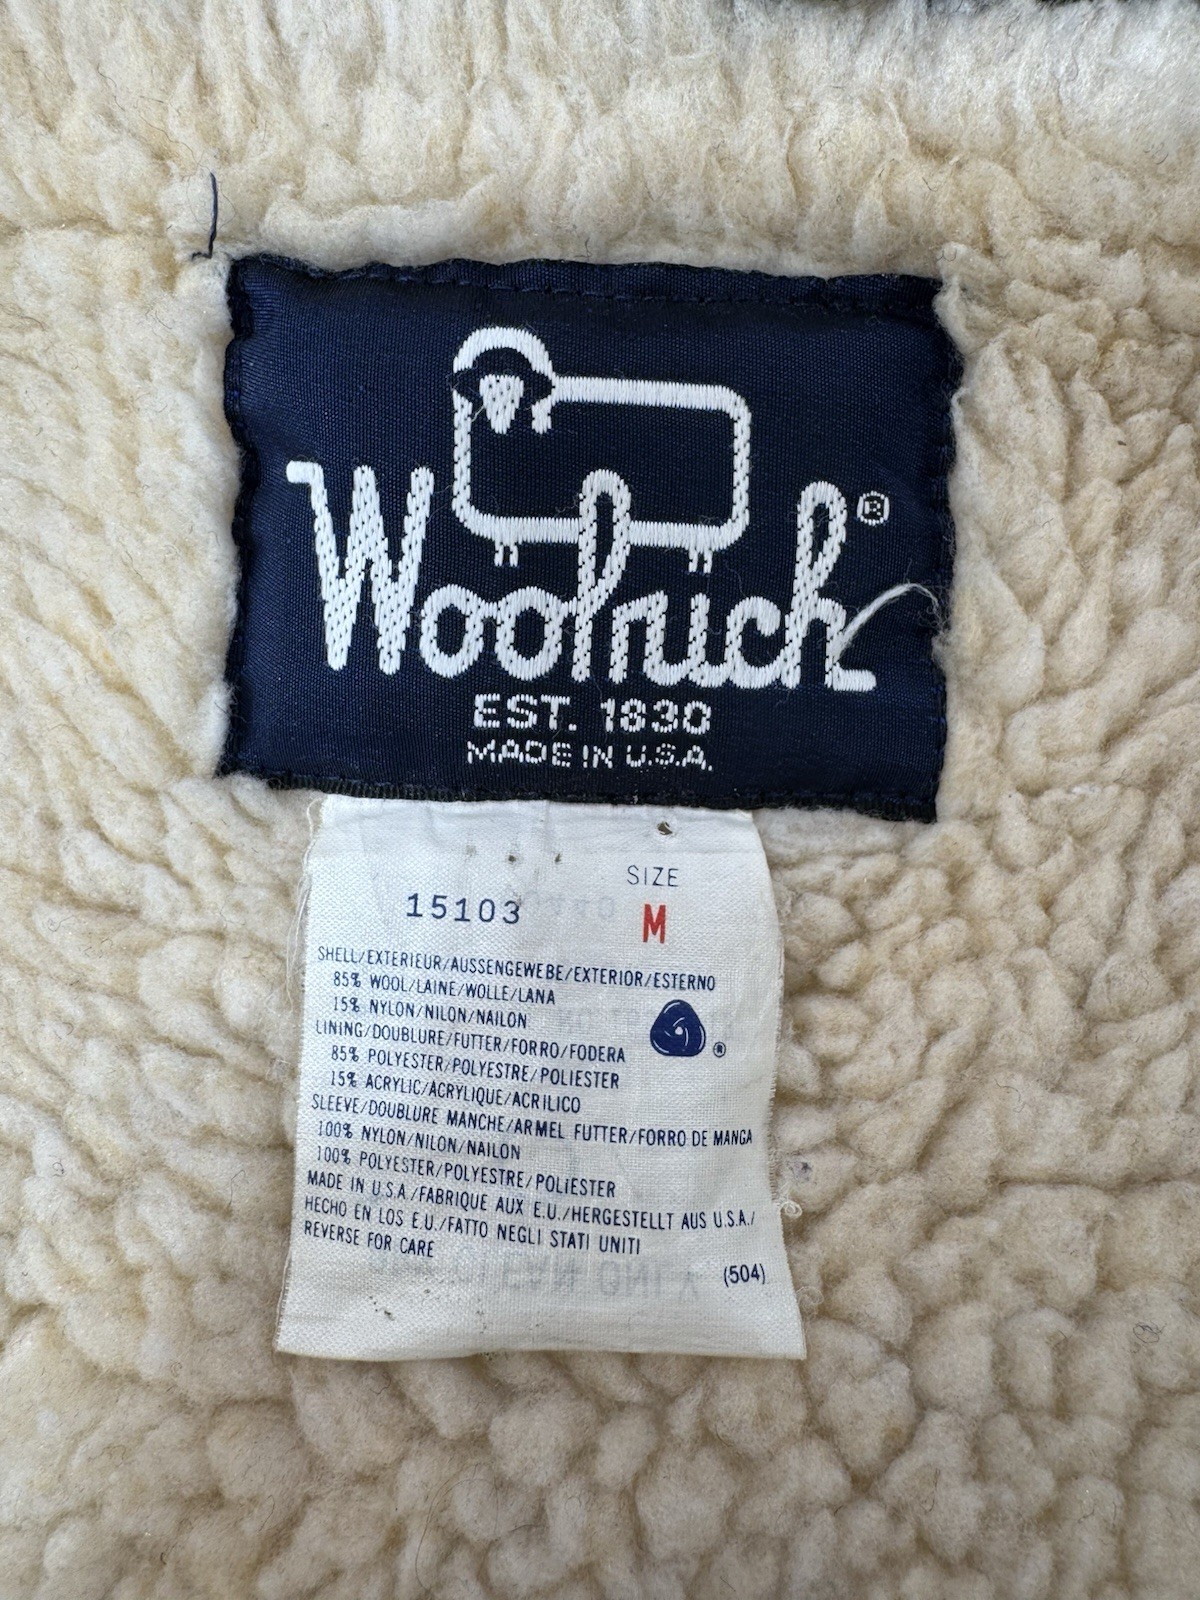 Woolrich®
EST. 1830
MADE IN U.S.A.
SIZE
15103
M
SHELL/EXTERIEUR/AUSSENGEWEBE/EXTERIOR/ESTERNO
85% WOOL/LAINE/WOLLE/LANA
15% NYLON/NILON/NAILON
LINING/DOUBLURE/FUTTER/FORRO/FODERA
®
85% POLYESTER/POLYESTRE/POLIESTER
15% ACRYLIC/ACRYLIQUE/ACRILICO
SLEEVE/DOUBLURE MANCHE/ARMEL FUTTER/FORRO DE MANGA
100% NYLON/NILON/NAILON
100% POLYESTER/POLYESTRE/POLIESTER
MADE IN U.S.A./FABRIQUE AUX E.U./HERGESTELLT AUS U.S.A./
HECHO EN LOS E.U./FATTO NEGLI STATI UNITI
REVERSE FOR CARE
(504)